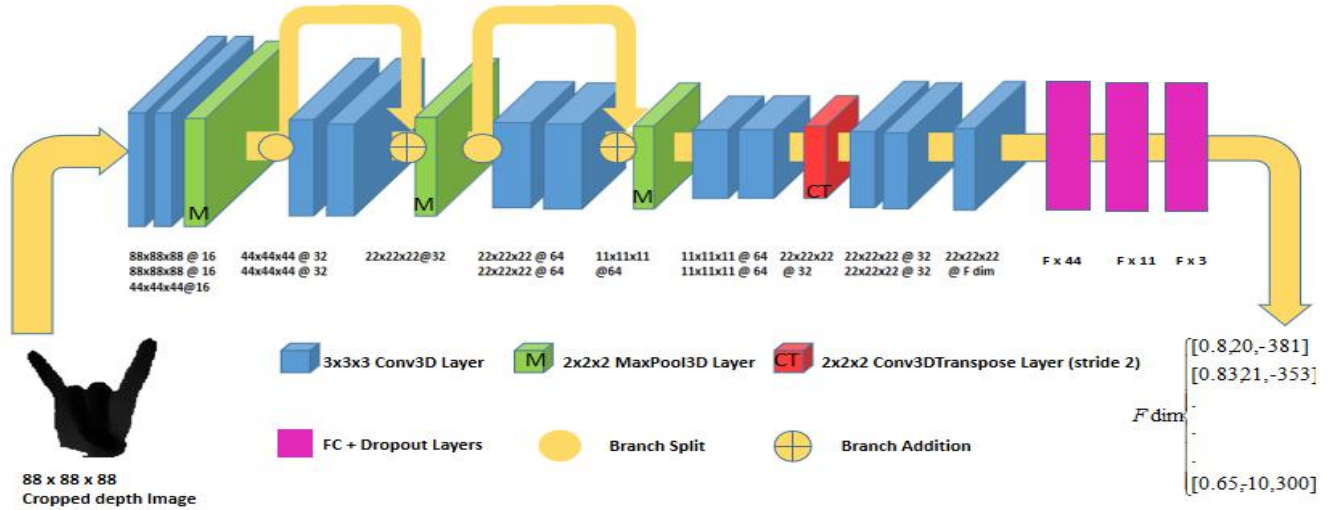 M
M
M
CT
88x88x88 @ 16
88x88x88 @ 16
44x44x44@16
44x44x44 @ 32
44x44x44 @ 32
22x22x22@32
22x22x22 @ 64
22x22x22 @ 64
11x11x11
@64
11x11x11 @ 64
11x11x11 @ 64
22x22x22
@ 32
22x22x22 @ 32
22x22x22 @ 32
22x22x22
@ F dim
F x 44
F x 11
F x 3
3x3x3 Conv3D Layer
M
2x2x2 MaxPool3D Layer
CT
2x2x2 Conv3DTranspose Layer (stride 2)
FC + Dropout Layers
Branch Split
Branch Addition
88 x 88 x 88
Cropped depth Image
F dim
[0.8,20,-381]
[0.83,21,-353]
.
.
.
[0.65,-10,300]